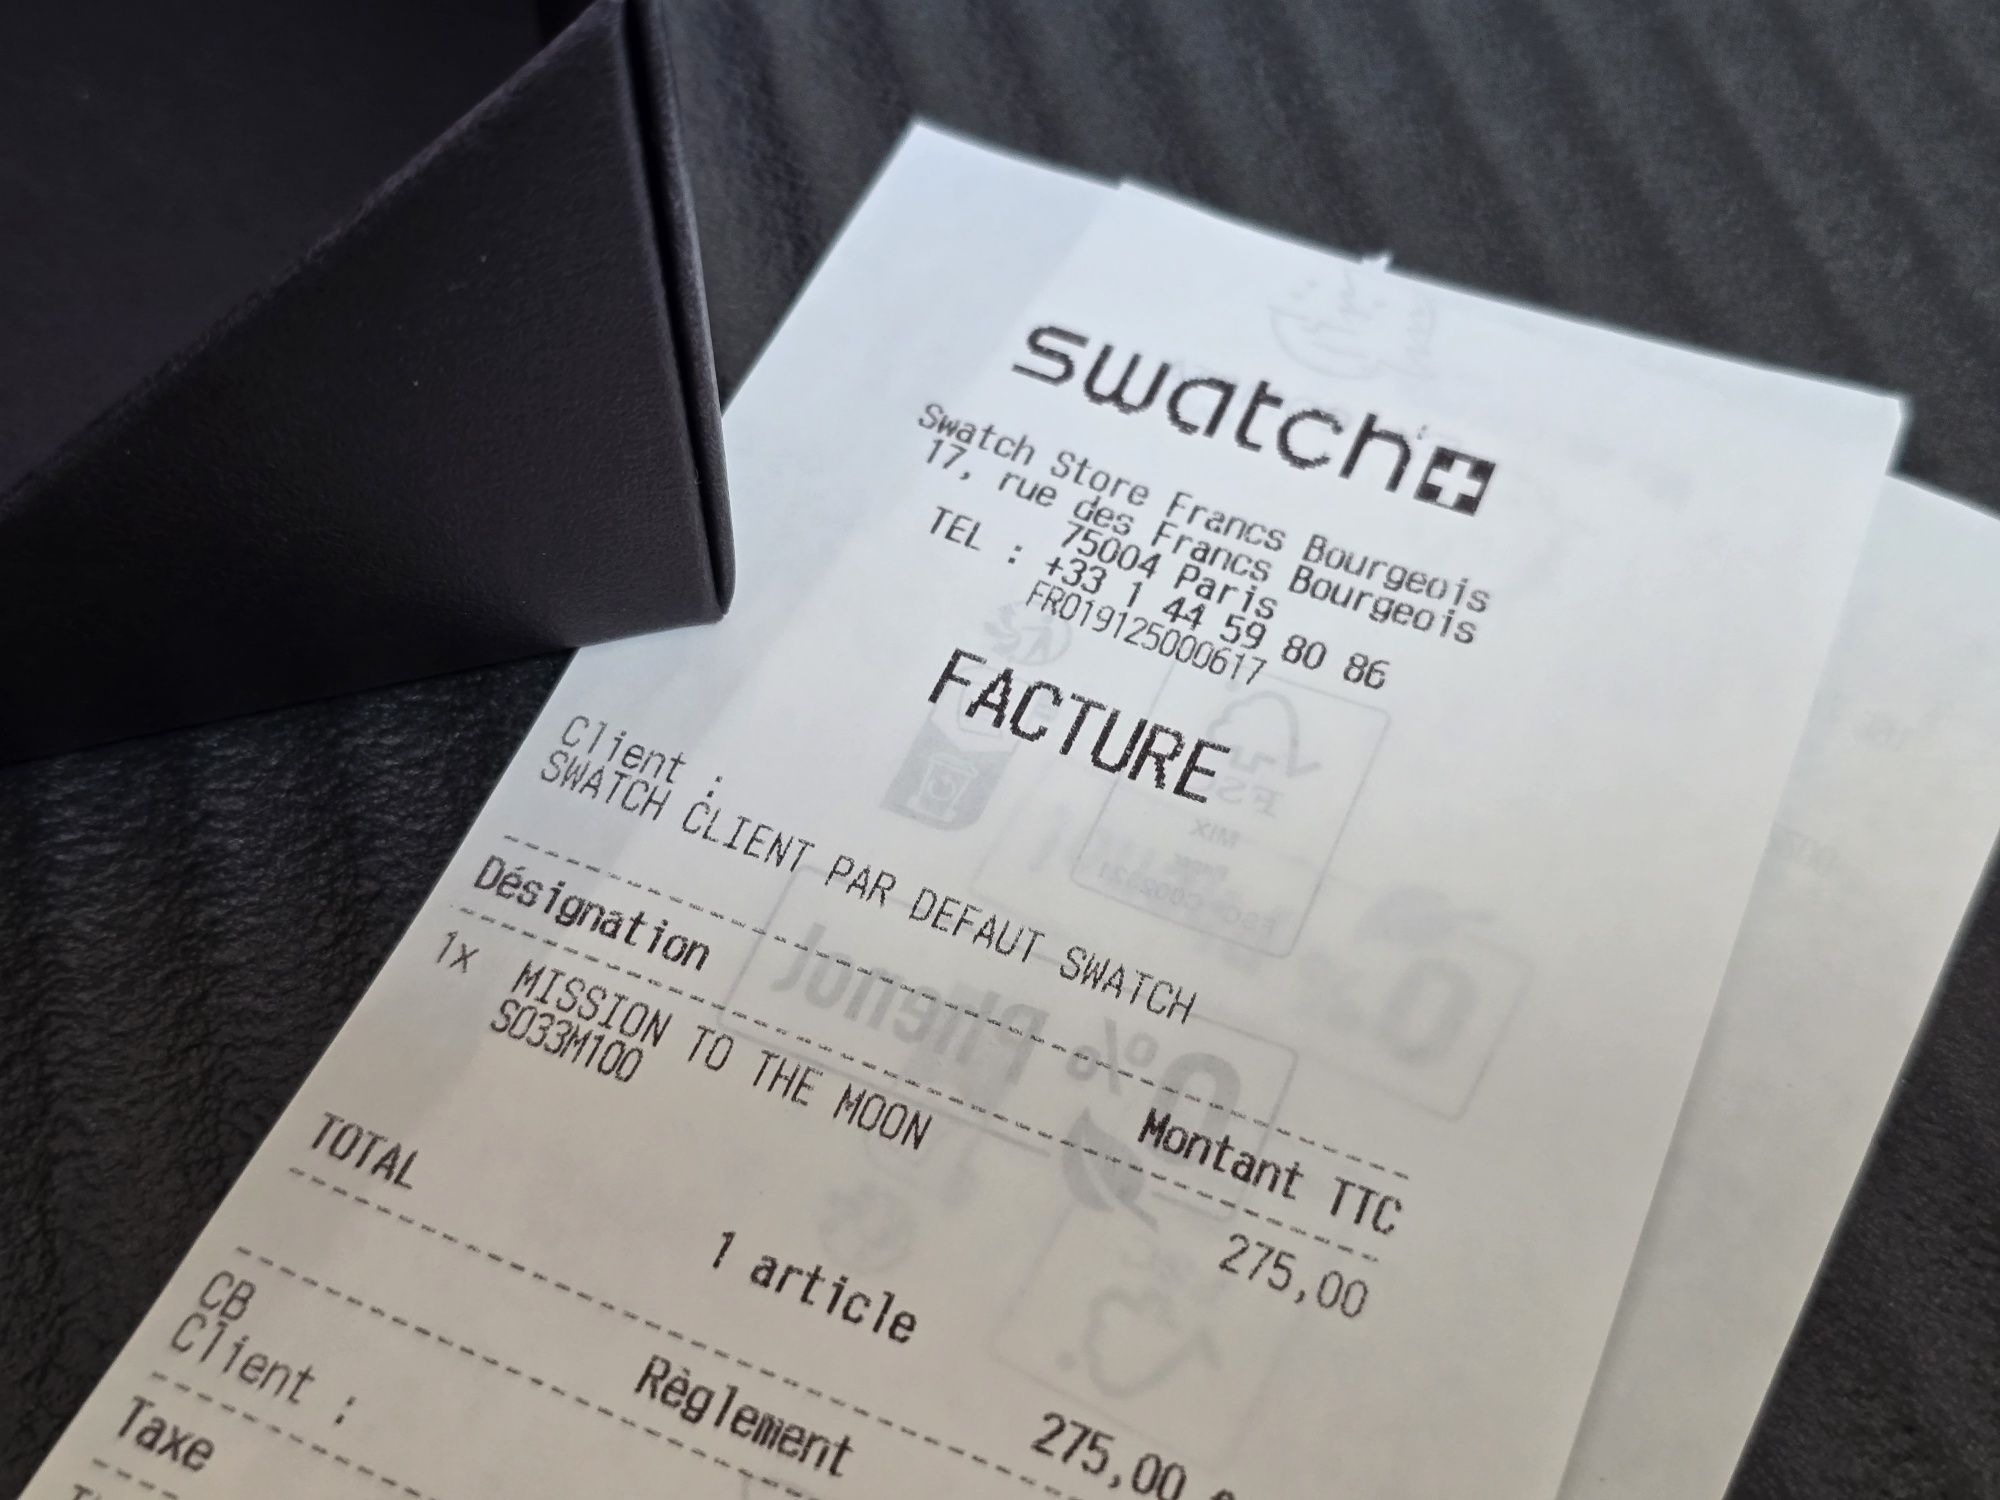 swatch
Swatch Store Francs Bourgeois
17, rue des Francs Bourgeois
75004 Paris
TEL : +33 1 44 59 80 86
FR019125000617
FACTURE
Client :
SWATCH CLIENT PAR DEFAUT SWATCH
Désignation Montant TTC
1x MISSION TO THE MOON 275,00
SO33M100
TOTAL 275,00
1 article
Règlement
CB
Client :
Taxe